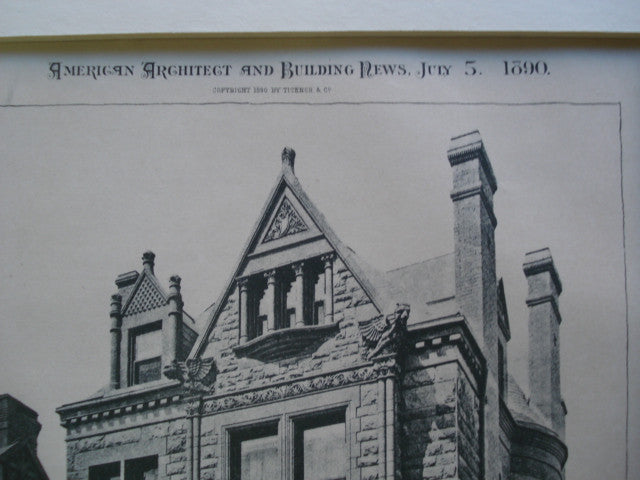 American Architect and Building News, July 5. 1890.
COPYRIGHT 1890 BY TICKNOR & CO